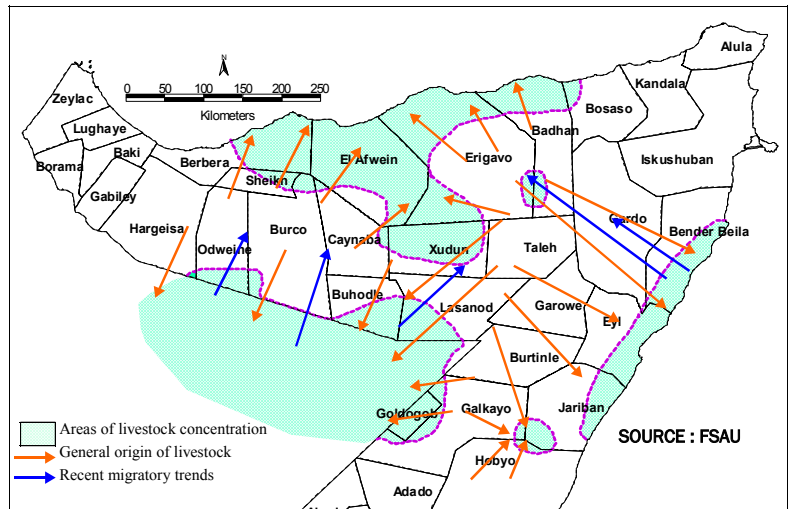 Alula
N
Kandala
0 50 100 150 200 250
Kilometers
Zeylac
Bosaso
Lughaye
Badhan
Baki
Erigavo
Borama
Berbera
El Afwein
Iskushuban
Sheikh
Gabiley
Gardo
Bender Beila
Hargeisa
Burco
Caynaba
Odweine
Xudun
Taleh
Buhodle
Lasanod
Garowe
Eyl
Burtinle
Goldogob
Galkayo
Jariban
Areas of livestock concentration
SOURCE : FSAU
General origin of livestock
Hobyo
Recent migratory trends
Adado